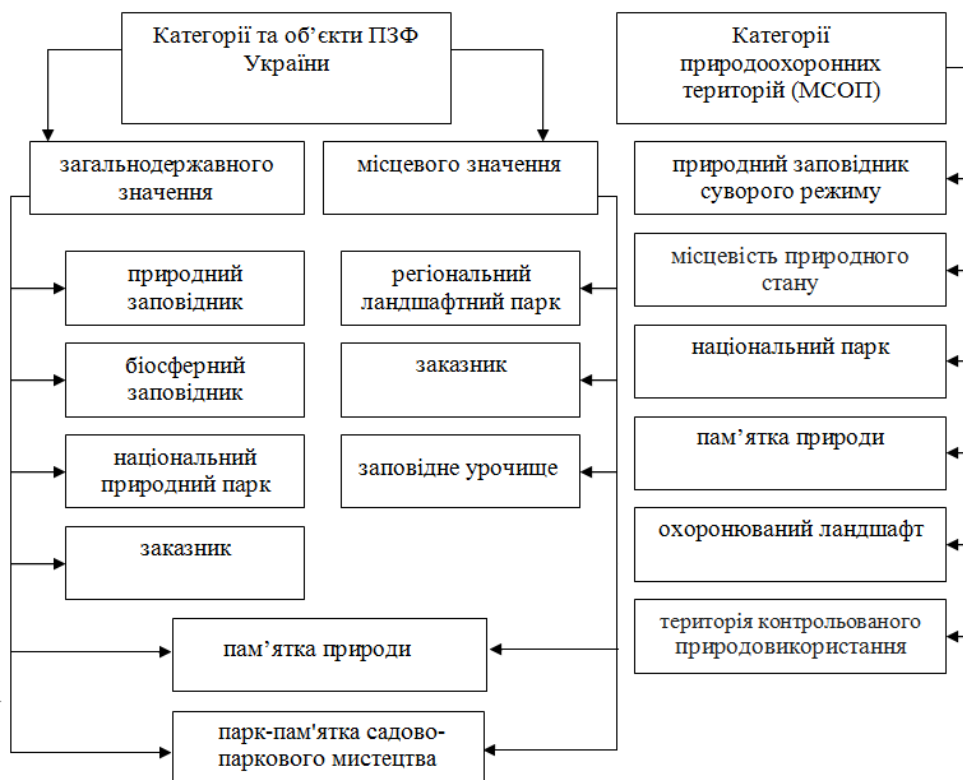 Категорії та об’єкти ПЗФ
України
Категорії
природоохоронних
територій (МСОП)
загальнодержавного
значення
місцевого значення
природний заповідник
суворого режиму
природний
заповідник
регіональний
ландшафтний парк
місцевість природного
стану
біосферний
заповідник
заказник
національний парк
національний
природний парк
заповідне урочище
пам’ятка природи
заказник
охоронюваний ландшафт
пам’ятка природи
територія контрольованого
природовикористання
парк-пам'ятка садово-
паркового мистецтва